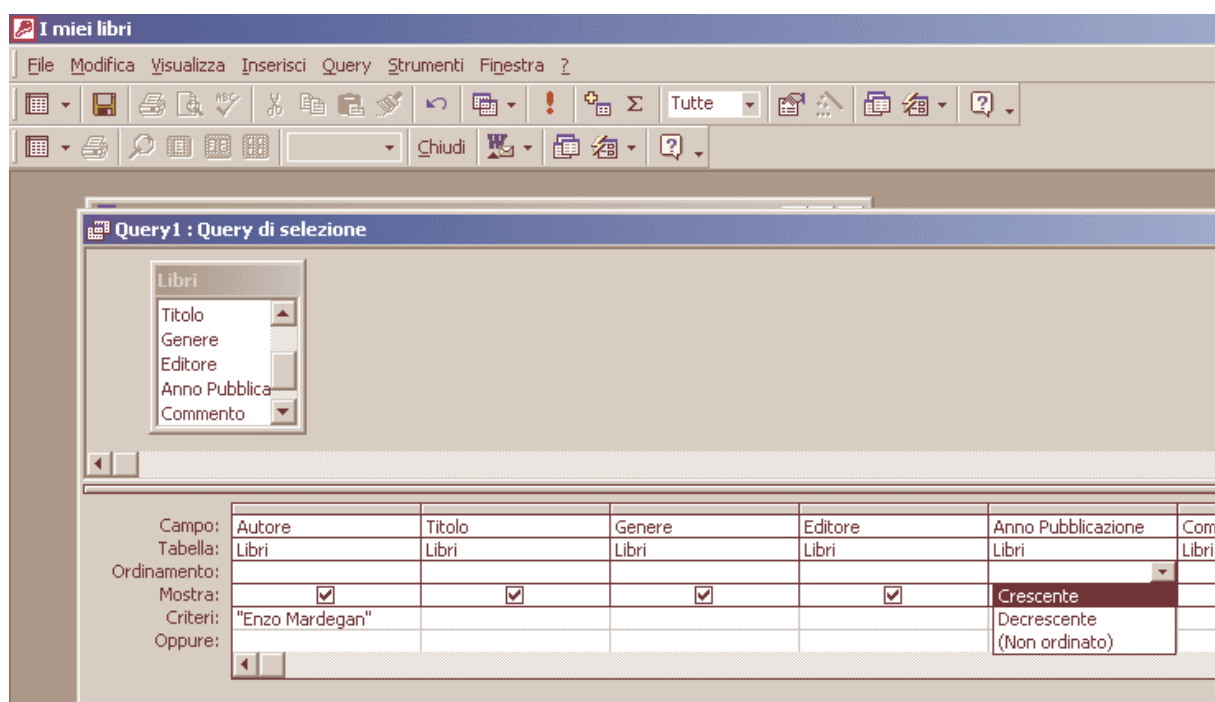 I miei libri
File Modifica Visualizza Inserisci Query Strumenti Finestra ?
Tutte
Chiudi
Query1 : Query di selezione
Libri
Titolo
Genere
Editore
Anno Pubblica
Commento
Campo: Autore Titolo Genere Editore Anno Pubblicazione Com
Tabella: Libri Libri Libri Libri Libri Libri
Ordinamento:
Mostra: Crescente
Criteri: "Enzo Mardegan" Decrescente
Oppure: (Non ordinato)